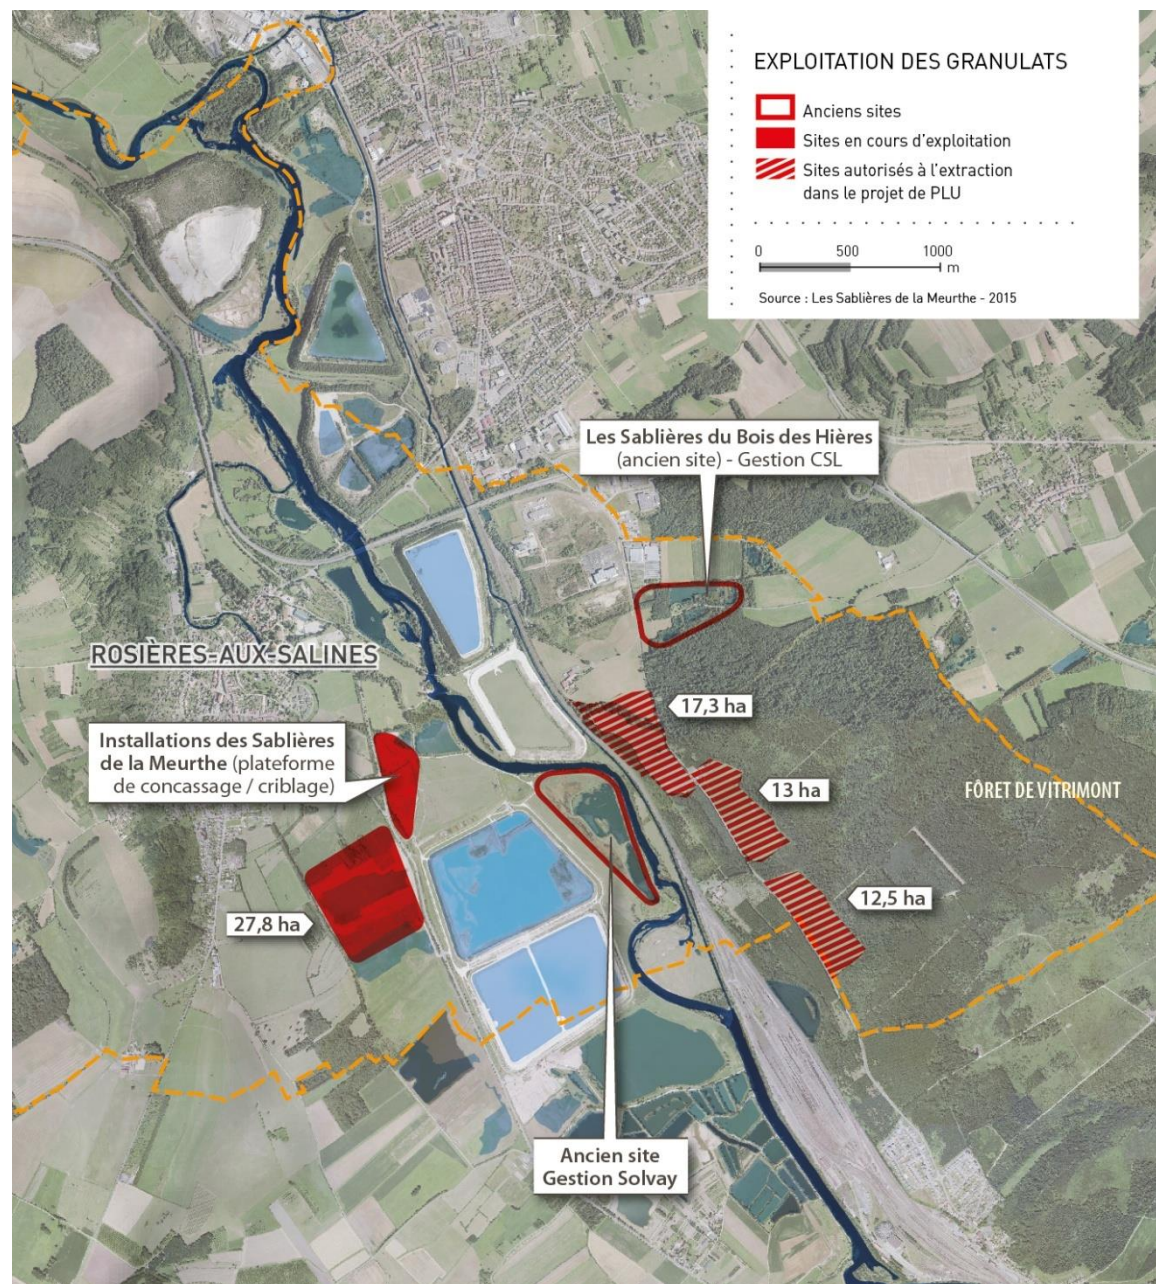 EXPLOITATION DES GRANULATS
Anciens sites
Sites en cours d'exploitation
Sites autorisés à l'extraction
dans le projet de PLU
0 500 1000
m
Source : Les Sablières de la Meurthe - 2015
Les Sablières du Bois des Hières
(ancien site) - Gestion CSL
ROSIÈRES-AUX-SALINES
17,3 ha
Installations des Sablières
de la Meurthe (plateforme
de concassage / criblage)
13 ha
FÔRET DE VITRIMONT
12,5 ha
27,8 ha
Ancien site
Gestion Solvay